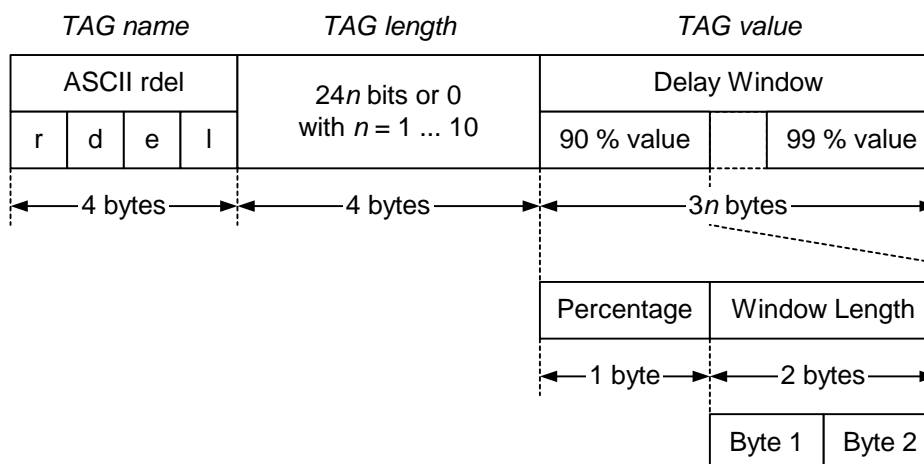 TAG name TAG length TAG value
ASCII rdel 24n bits or 0 with n = 1 ... 10 Delay Window
r d e l 90 % value 99 % value
4 bytes 4 bytes 3n bytes
Percentage Window Length
1 byte 2 bytes
Byte 1 Byte 2